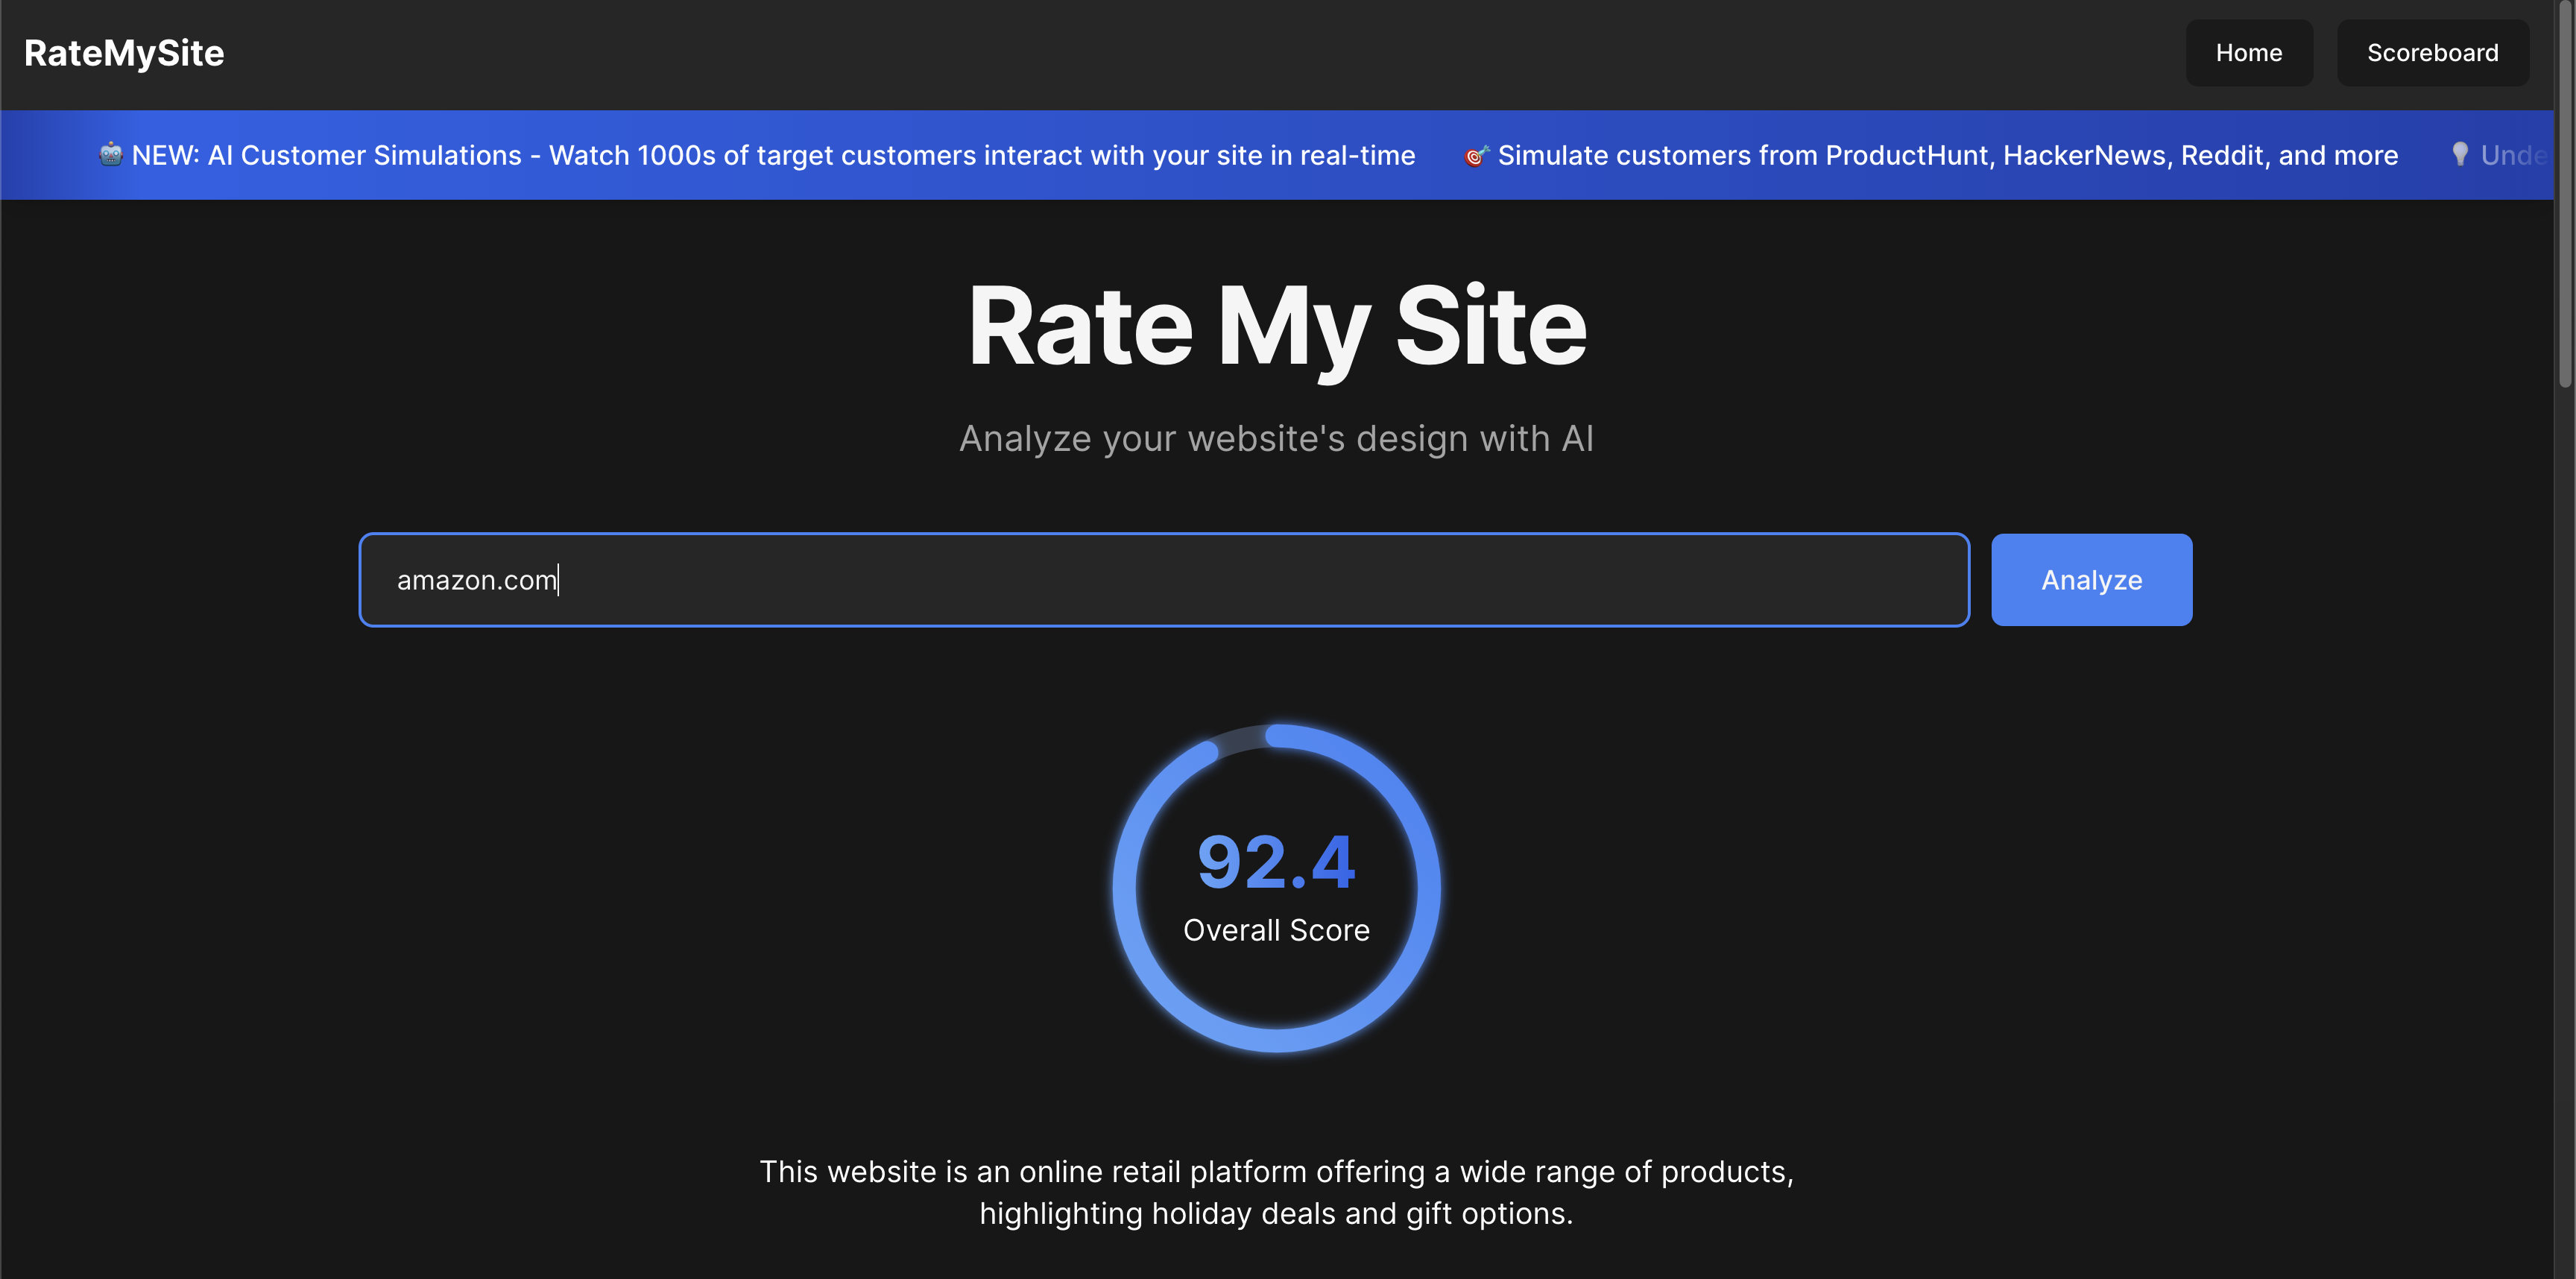 RateMySite
Home
Scoreboard
🤖 NEW: AI Customer Simulations - Watch 1000s of target customers interact with your site in real-time 🎯 Simulate customers from ProductHunt, HackerNews, Reddit, and more 💡 Unde
Rate My Site
Analyze your website's design with AI
amazon.com
Analyze
92.4
Overall Score
This website is an online retail platform offering a wide range of products,
highlighting holiday deals and gift options.